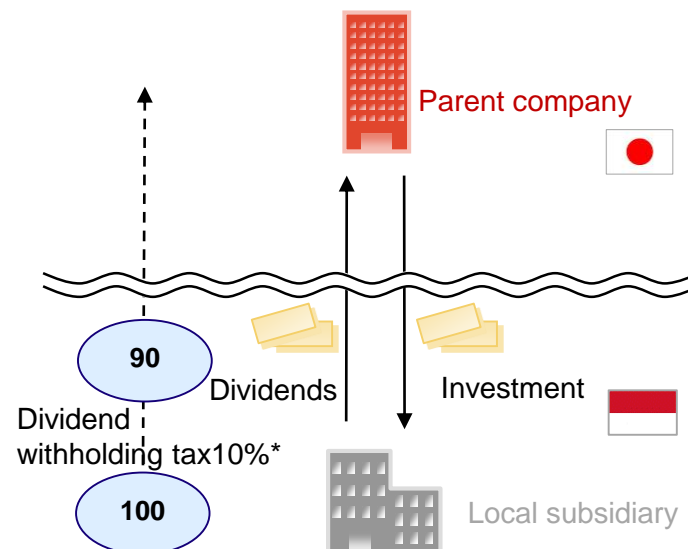 Parent company
90
Dividends
Investment
Dividend
withholding tax10%*
100
Local subsidiary